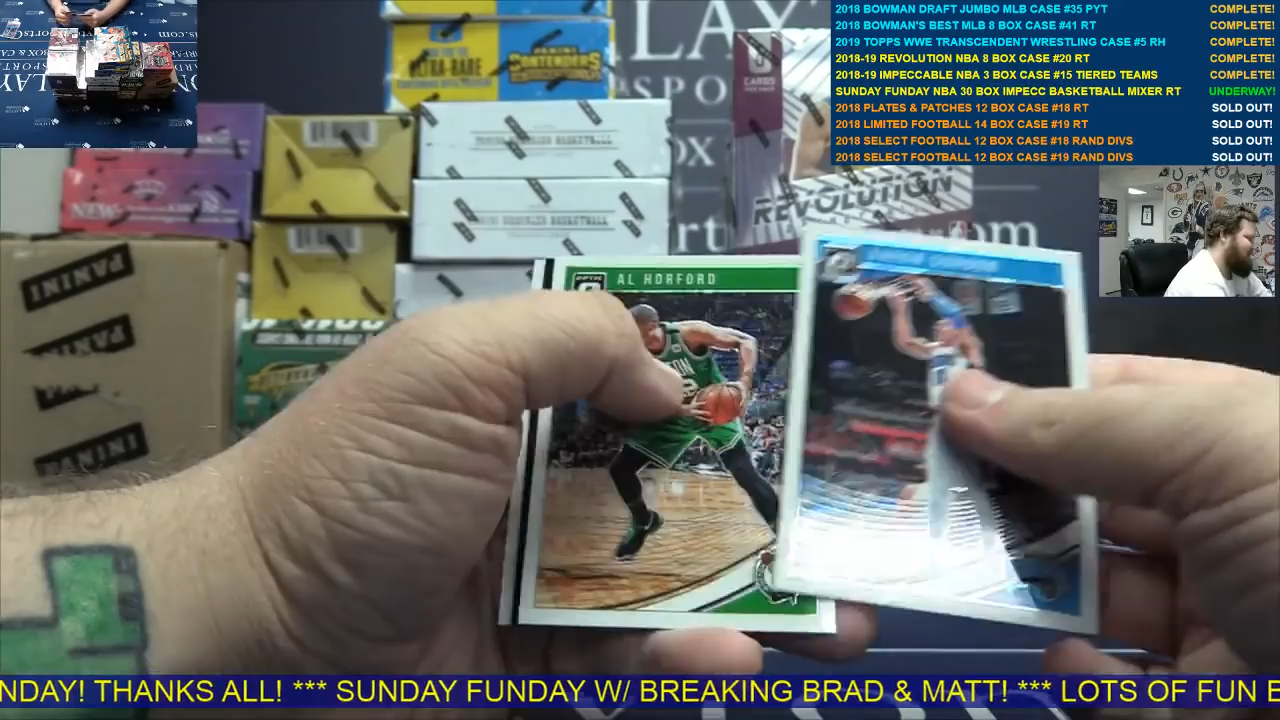 2018 BOWMAN DRAFT JUMBO MLB CASE #35 PYT COMPLETE!
2018 BOWMAN'S BEST MLB 8 BOX CASE #41 RT COMPLETE!
2019 TOPPS WWE TRANSCENDENT WRESTLING CASE #5 RH COMPLETE!
2018-19 REVOLUTION NBA 8 BOX CASE #20 RT COMPLETE!
2018-19 IMPECCABLE NBA 3 BOX CASE #15 TIERED TEAMS COMPLETE!
SUNDAY FUNDAY NBA 30 BOX IMPECC BASKETBALL MIXER RT UNDERWAY!
2018 PLATES & PATCHES 12 BOX CASE #18 RT SOLD OUT!
2018 LIMITED FOOTBALL 14 BOX CASE #19 RT SOLD OUT!
2018 SELECT FOOTBALL 12 BOX CASE #18 RAND DIVS SOLD OUT!
2018 SELECT FOOTBALL 12 BOX CASE #19 RAND DIVS SOLD OUT!
ULTRA-RARE
PANINI
CONTENDERS
CARDS
REVOLUTION
PANINI
PANINI
PANINI
OPTIC
AL HORFORD
NDAY! THANKS ALL! *** SUNDAY FUNDAY W/ BREAKING BRAD & MATT! *** LOTS OF FUN